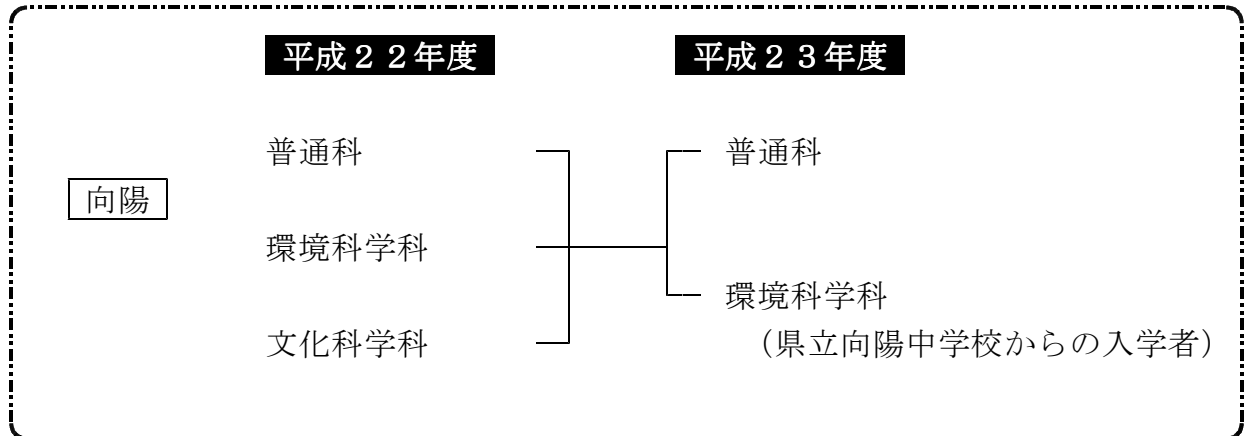 平成２２年度 平成２３年度
普通科 普通科
向陽
環境科学科
環境科学科
文化科学科 （県立向陽中学校からの入学者）